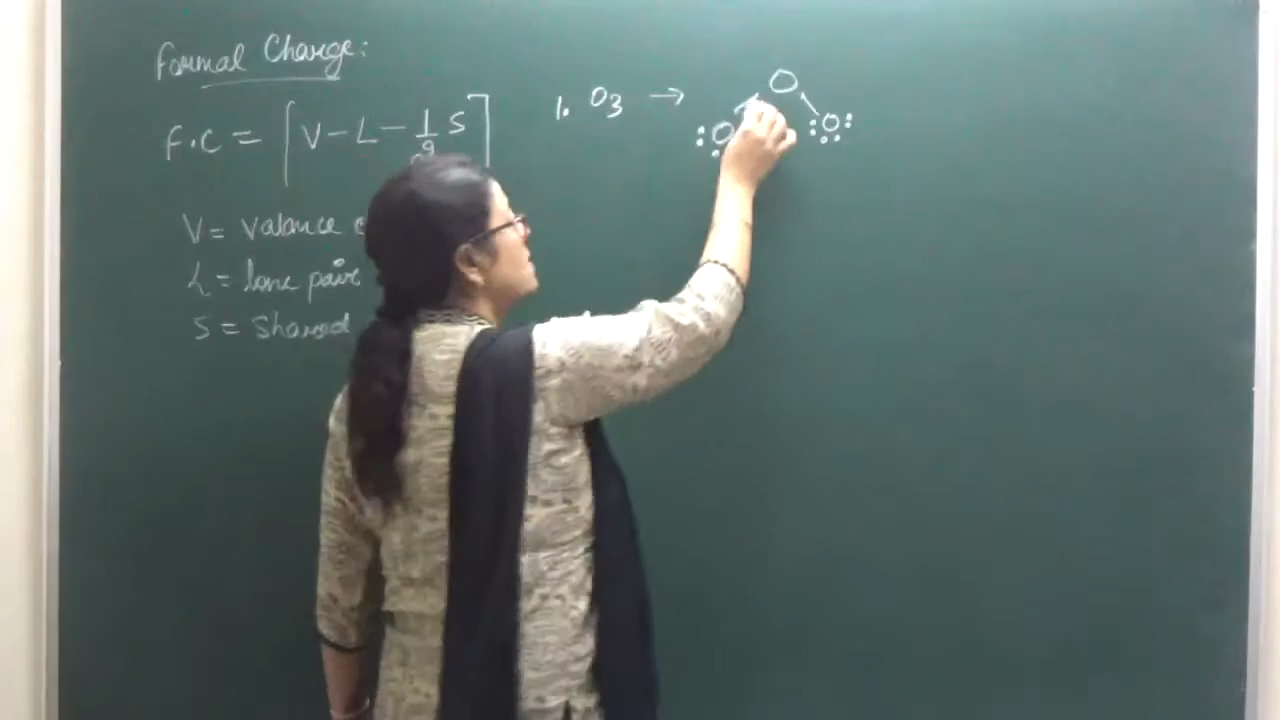 Formal Charge:
F.C = [V - L - 1/2 S]
V = Valance
L = lone pair
S = Shared
1. O3 →
O
:O
:O: